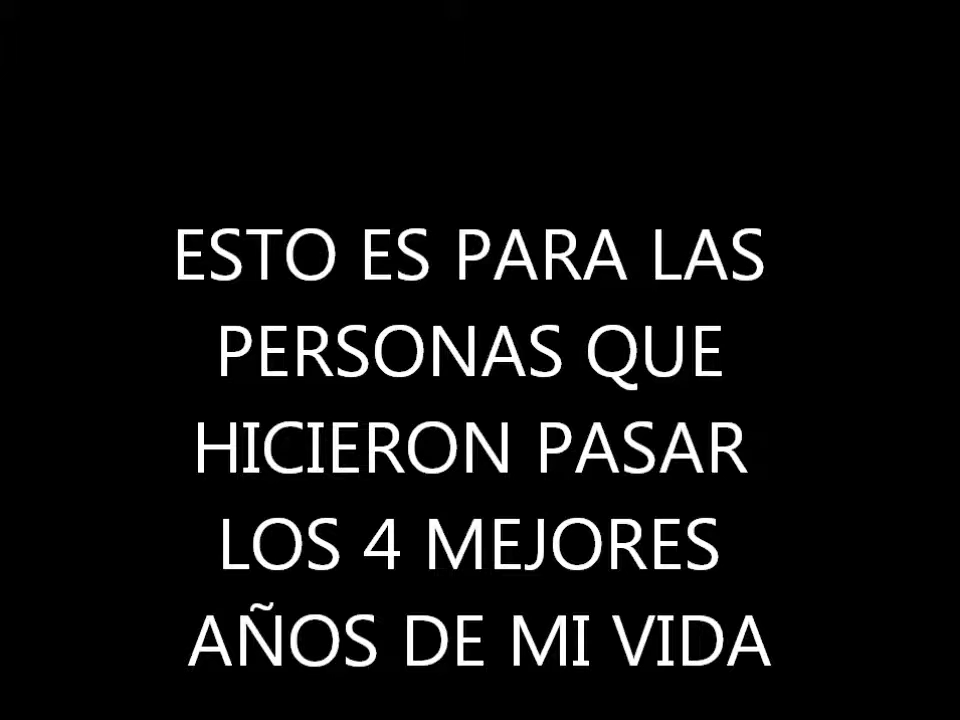 ESTO ES PARA LAS
PERSONAS QUE
HICIERON PASAR
LOS 4 MEJORES
AÑOS DE MI VIDA